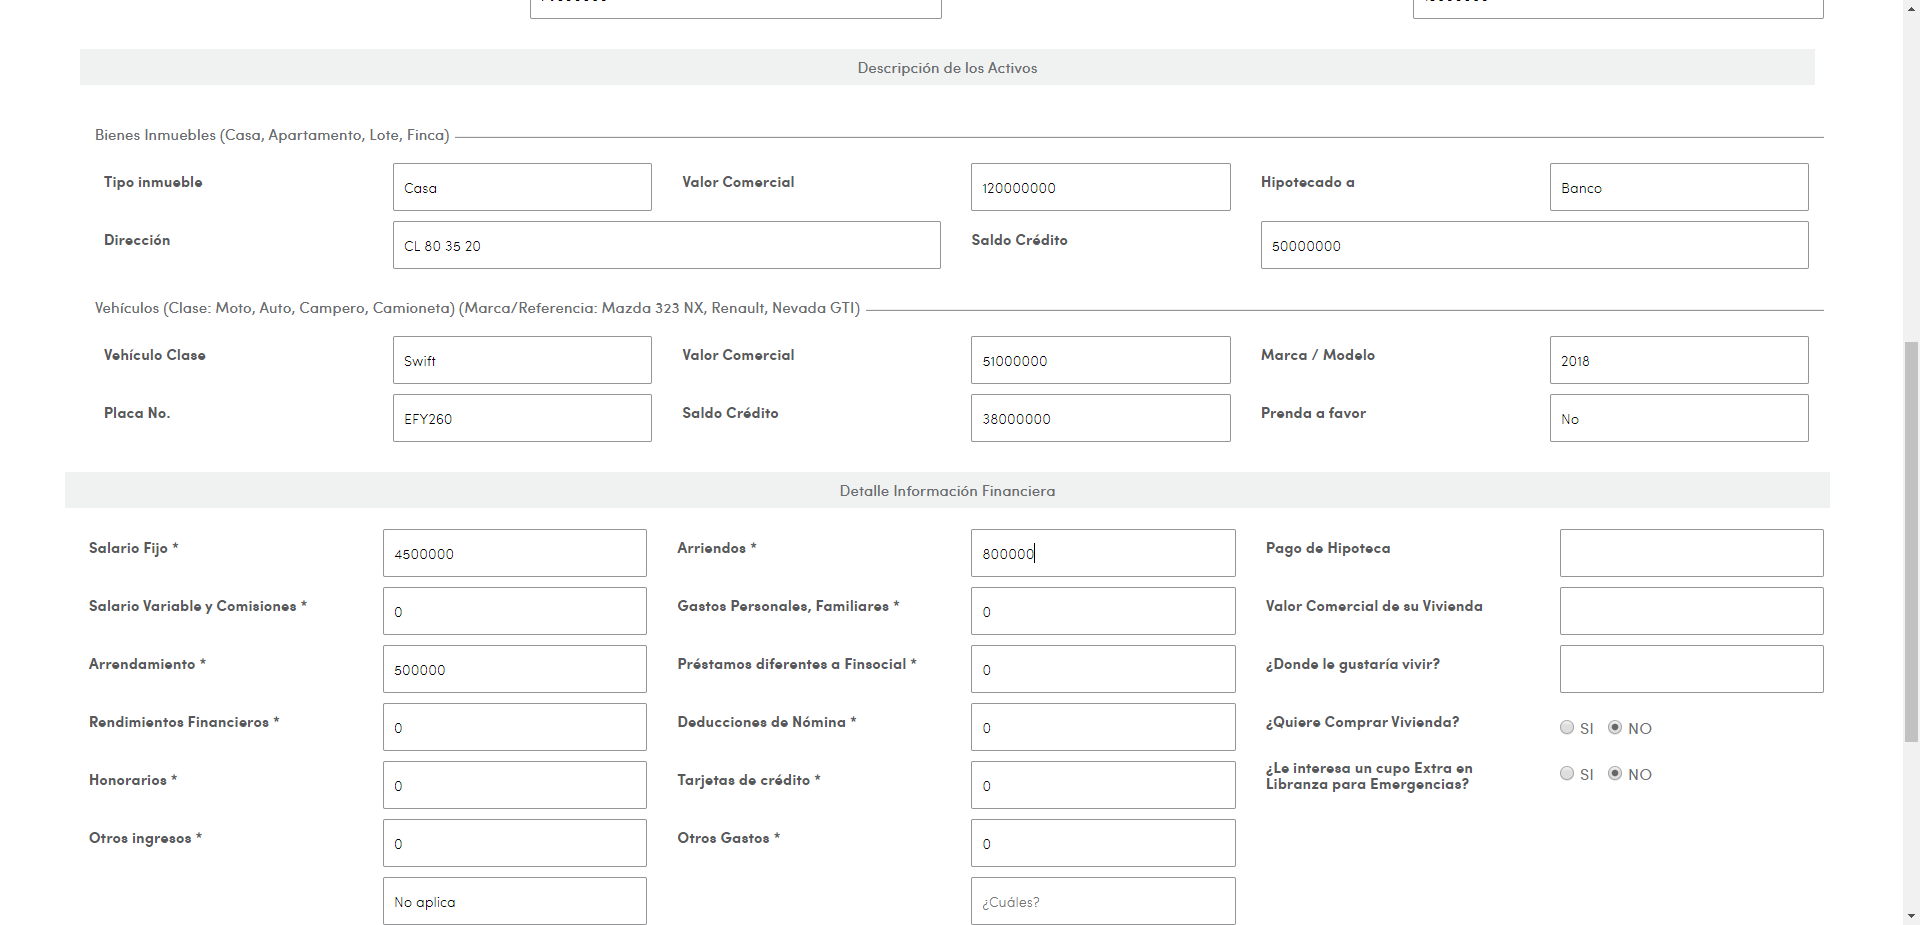 Descripción de los Activos
Bienes Inmuebles (Casa, Apartamento, Lote, Finca)
Tipo inmueble Casa Valor Comercial 120000000 Hipotecado a Banco
Dirección CL 80 35 20 Saldo Crédito 50000000
Vehículos (Clase: Moto, Auto, Campero, Camioneta) (Marca/Referencia: Mazda 323 NX, Renault, Nevada GTI)
Vehículo Clase Swift Valor Comercial 51000000 Marca / Modelo 2018
Placa No. EFY260 Saldo Crédito 38000000 Prenda a favor No
Detalle Información Financiera
Salario Fijo * 4500000 Arriendos * 800000 Pago de Hipoteca
Salario Variable y Comisiones * 0 Gastos Personales, Familiares * 0 Valor Comercial de su Vivienda
Arrendamiento * 500000 Préstamos diferentes a Finsocial * 0 ¿Donde le gustaría vivir?
Rendimientos Financieros * 0 Deducciones de Nómina * 0 ¿Quiere Comprar Vivienda? SI NO
Honorarios * 0 Tarjetas de crédito * 0 ¿Le interesa un cupo Extra en
Libranza para Emergencias? SI NO
Otros ingresos * 0 Otros Gastos * 0
No aplica ¿Cuáles?